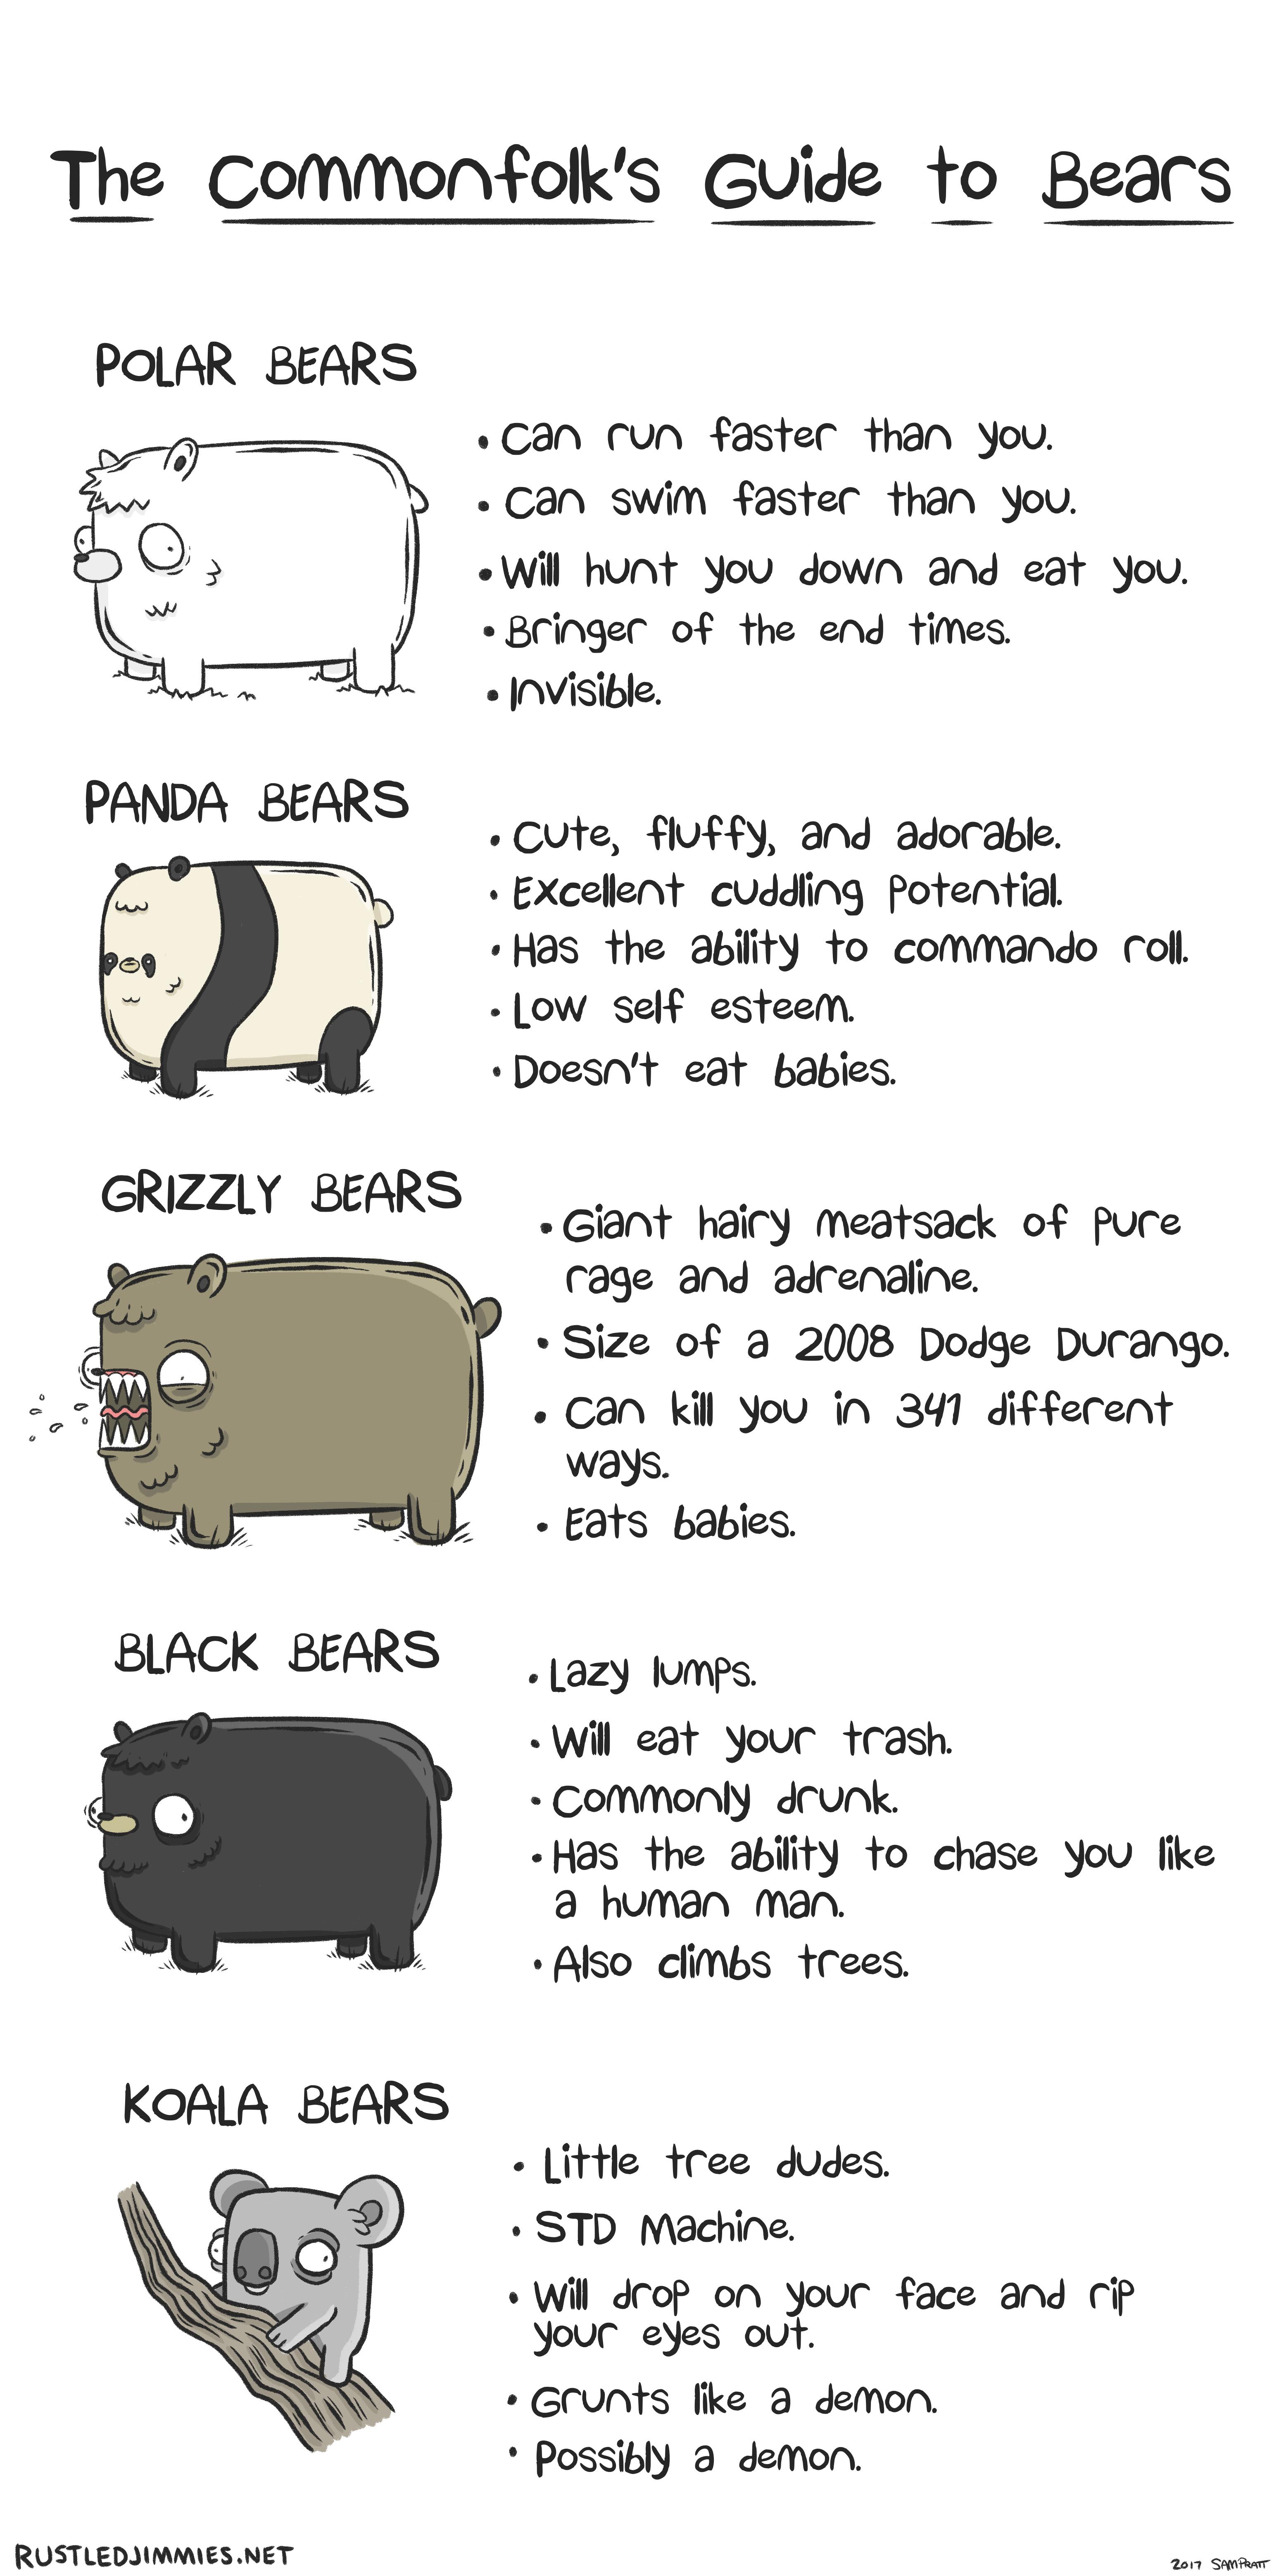 The Commonfolk's Guide to Bears
POLAR BEARS
• Can run faster than you.
• Can swim faster than you.
• Will hunt you down and eat you.
• Bringer of the end times.
• Invisible.
PANDA BEARS
• Cute, fluffy, and adorable.
• Excellent cuddling potential.
• Has the ability to commando roll.
• Low self esteem.
• Doesn't eat babies.
GRIZZLY BEARS
• Giant hairy meatsack of pure
rage and adrenaline.
• Size of a 2008 Dodge Durango.
• Can kill you in 341 different
ways.
• Eats babies.
BLACK BEARS
• Lazy lumps.
• Will eat your trash.
• Commonly drunk.
• Has the ability to chase you like
a human man.
• Also climbs trees.
KOALA BEARS
• Little tree dudes.
• STD Machine.
• Will drop on your face and rip
your eyes out.
• Grunts like a demon.
• Possibly a demon.
RUSTLEDJIMMIES.NET
2017 SAM PRATT